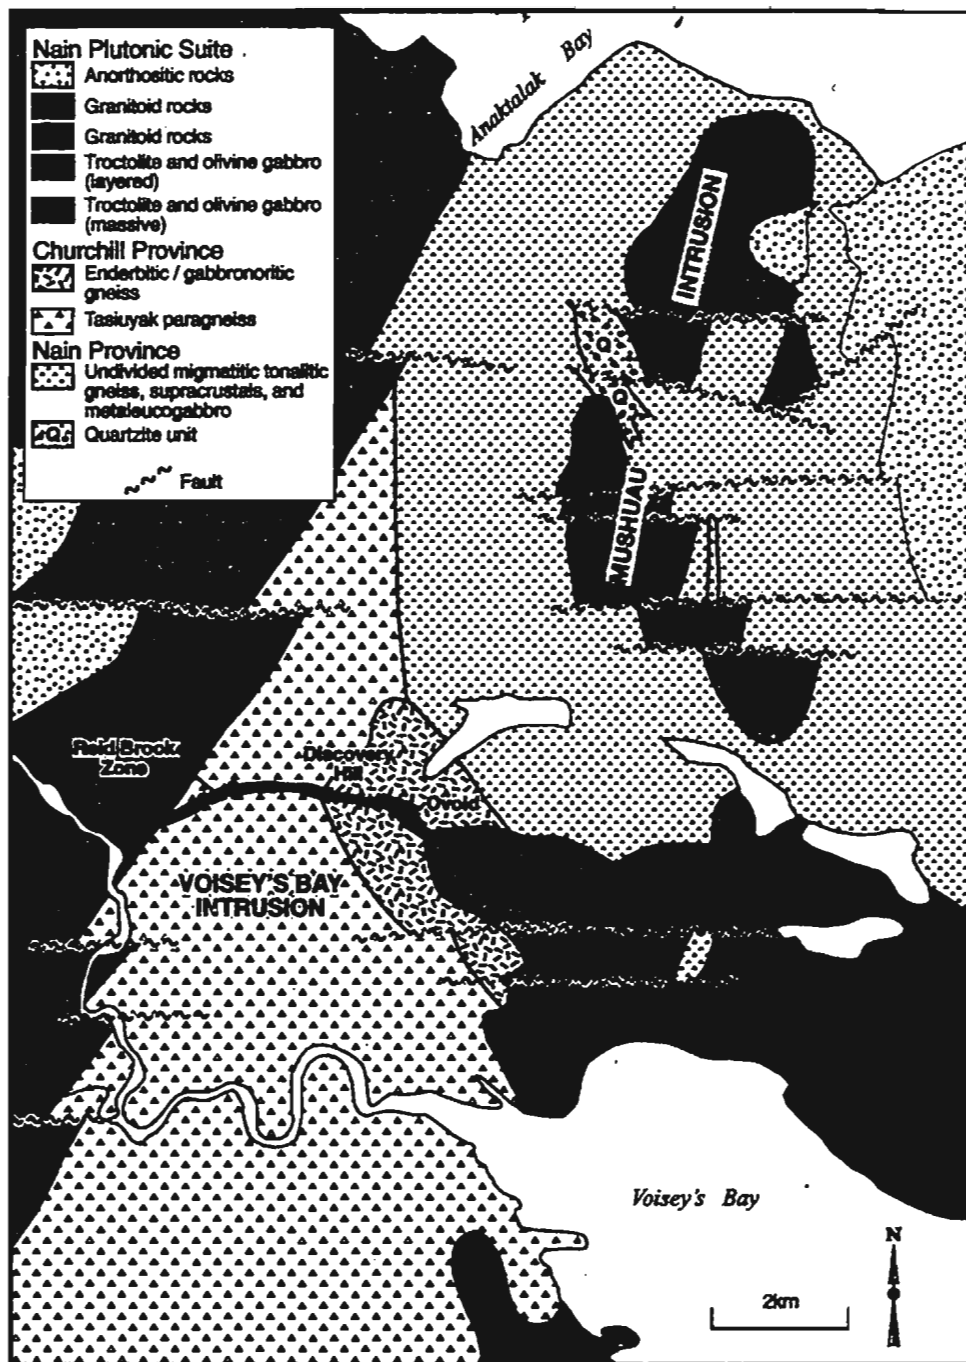 Nain Plutonic Suite
Anorthositic rocks
Granitoid rocks
Granitoid rocks
Troctolite and olivine gabbro
(layered)
Troctolite and olivine gabbro
(massive)
Churchill Province
Enderbitic / gabbronoritic
gneiss
Tasiuyak paragneiss
Nain Province
Undivided migmatitic tonalitic
gneiss, supracrustals, and
metaleucogabbro
Q
Quartzite unit
Fault
Anaktalak Bay
INTRUSION
Q
Q
MUSHUAU
Reid Brook
Zone
Discovery
Hill
Ovoid
VOISEY'S BAY
INTRUSION
Voisey's Bay
N
2km